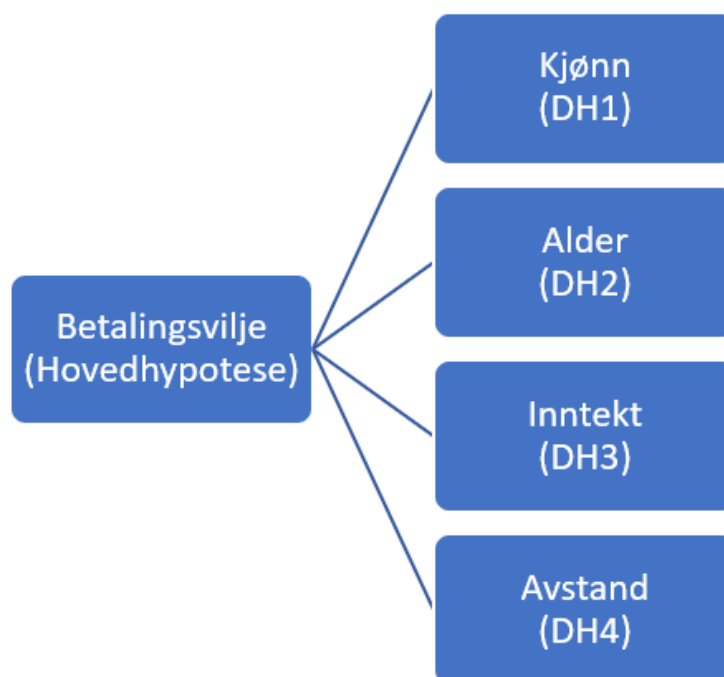 Betalingsvilje
(Hovedhypotese)
Kjønn
(DH1)
Alder
(DH2)
Inntekt
(DH3)
Avstand
(DH4)